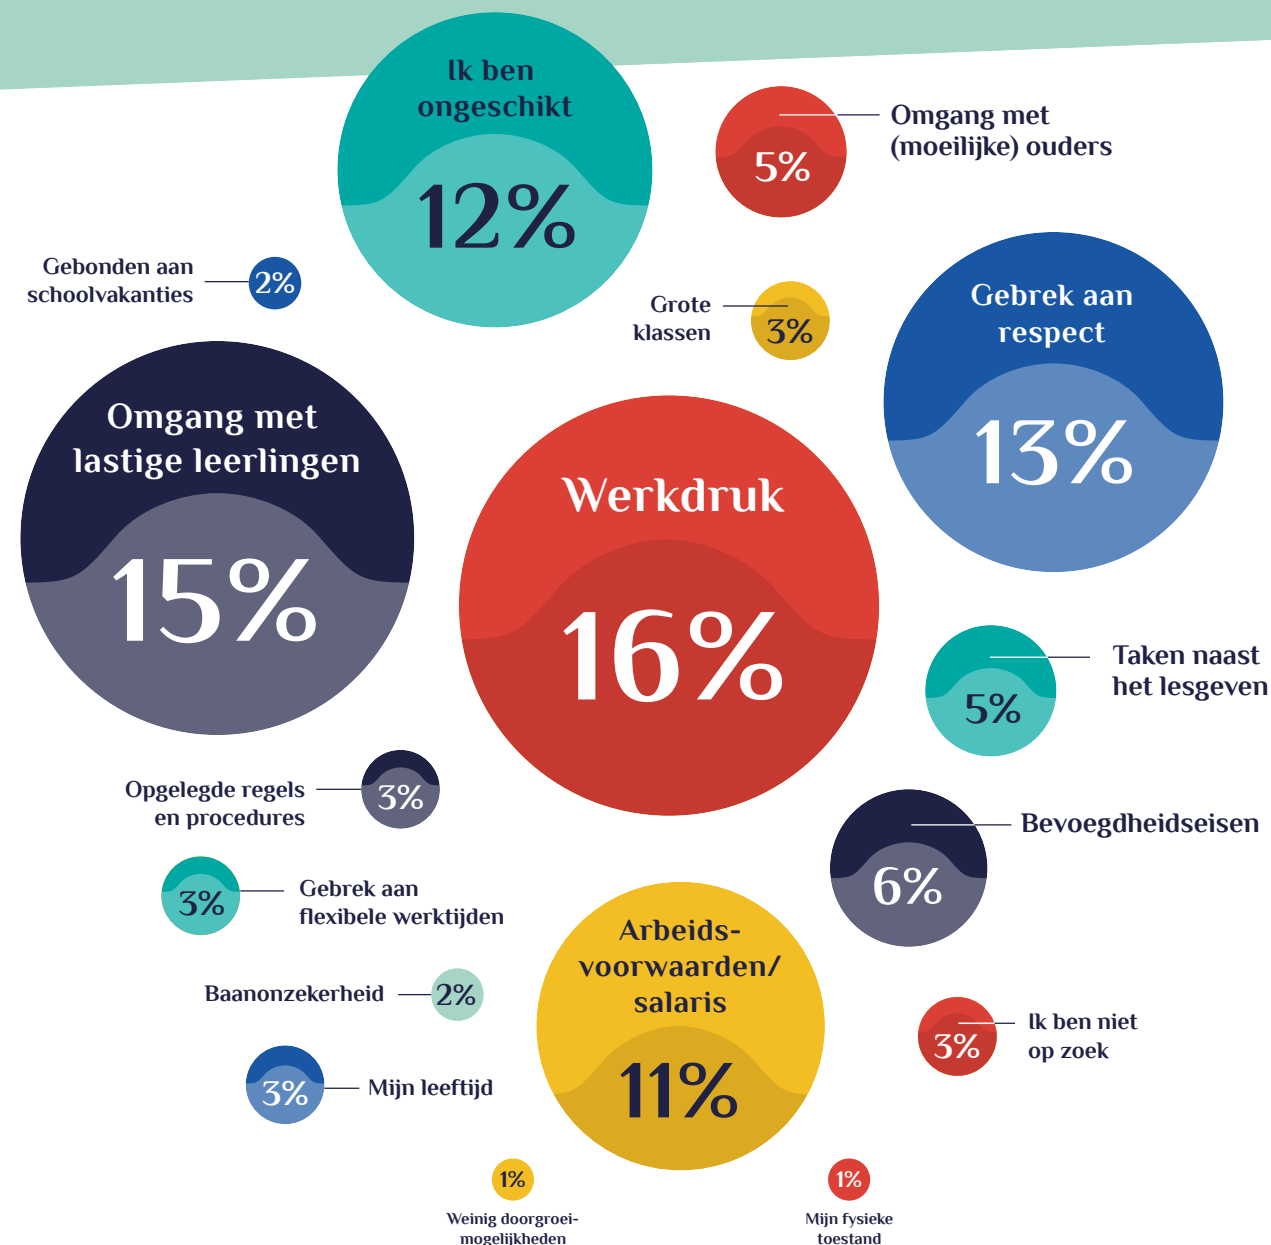 Ik ben
ongeschikt
12%
5%
Omgang met
(moeilijke) ouders
Gebonden aan
schoolvakanties
2%
Grote
klassen
3%
Gebrek aan
respect
13%
Omgang met
lastige leerlingen
15%
Werkdruk
16%
5%
Taken naast
het lesgeven
Opgelegde regels
en procedures
3%
6%
Bevoegdheidseisen
3%
Gebrek aan
flexibele werktijden
Arbeids-
voorwaarden/
salaris
11%
Baanonzekerheid
2%
3%
Ik ben niet
op zoek
3%
Mijn leeftijd
1%
Weinig doorgroei-
mogelijkheden
1%
Mijn fysieke
toestand